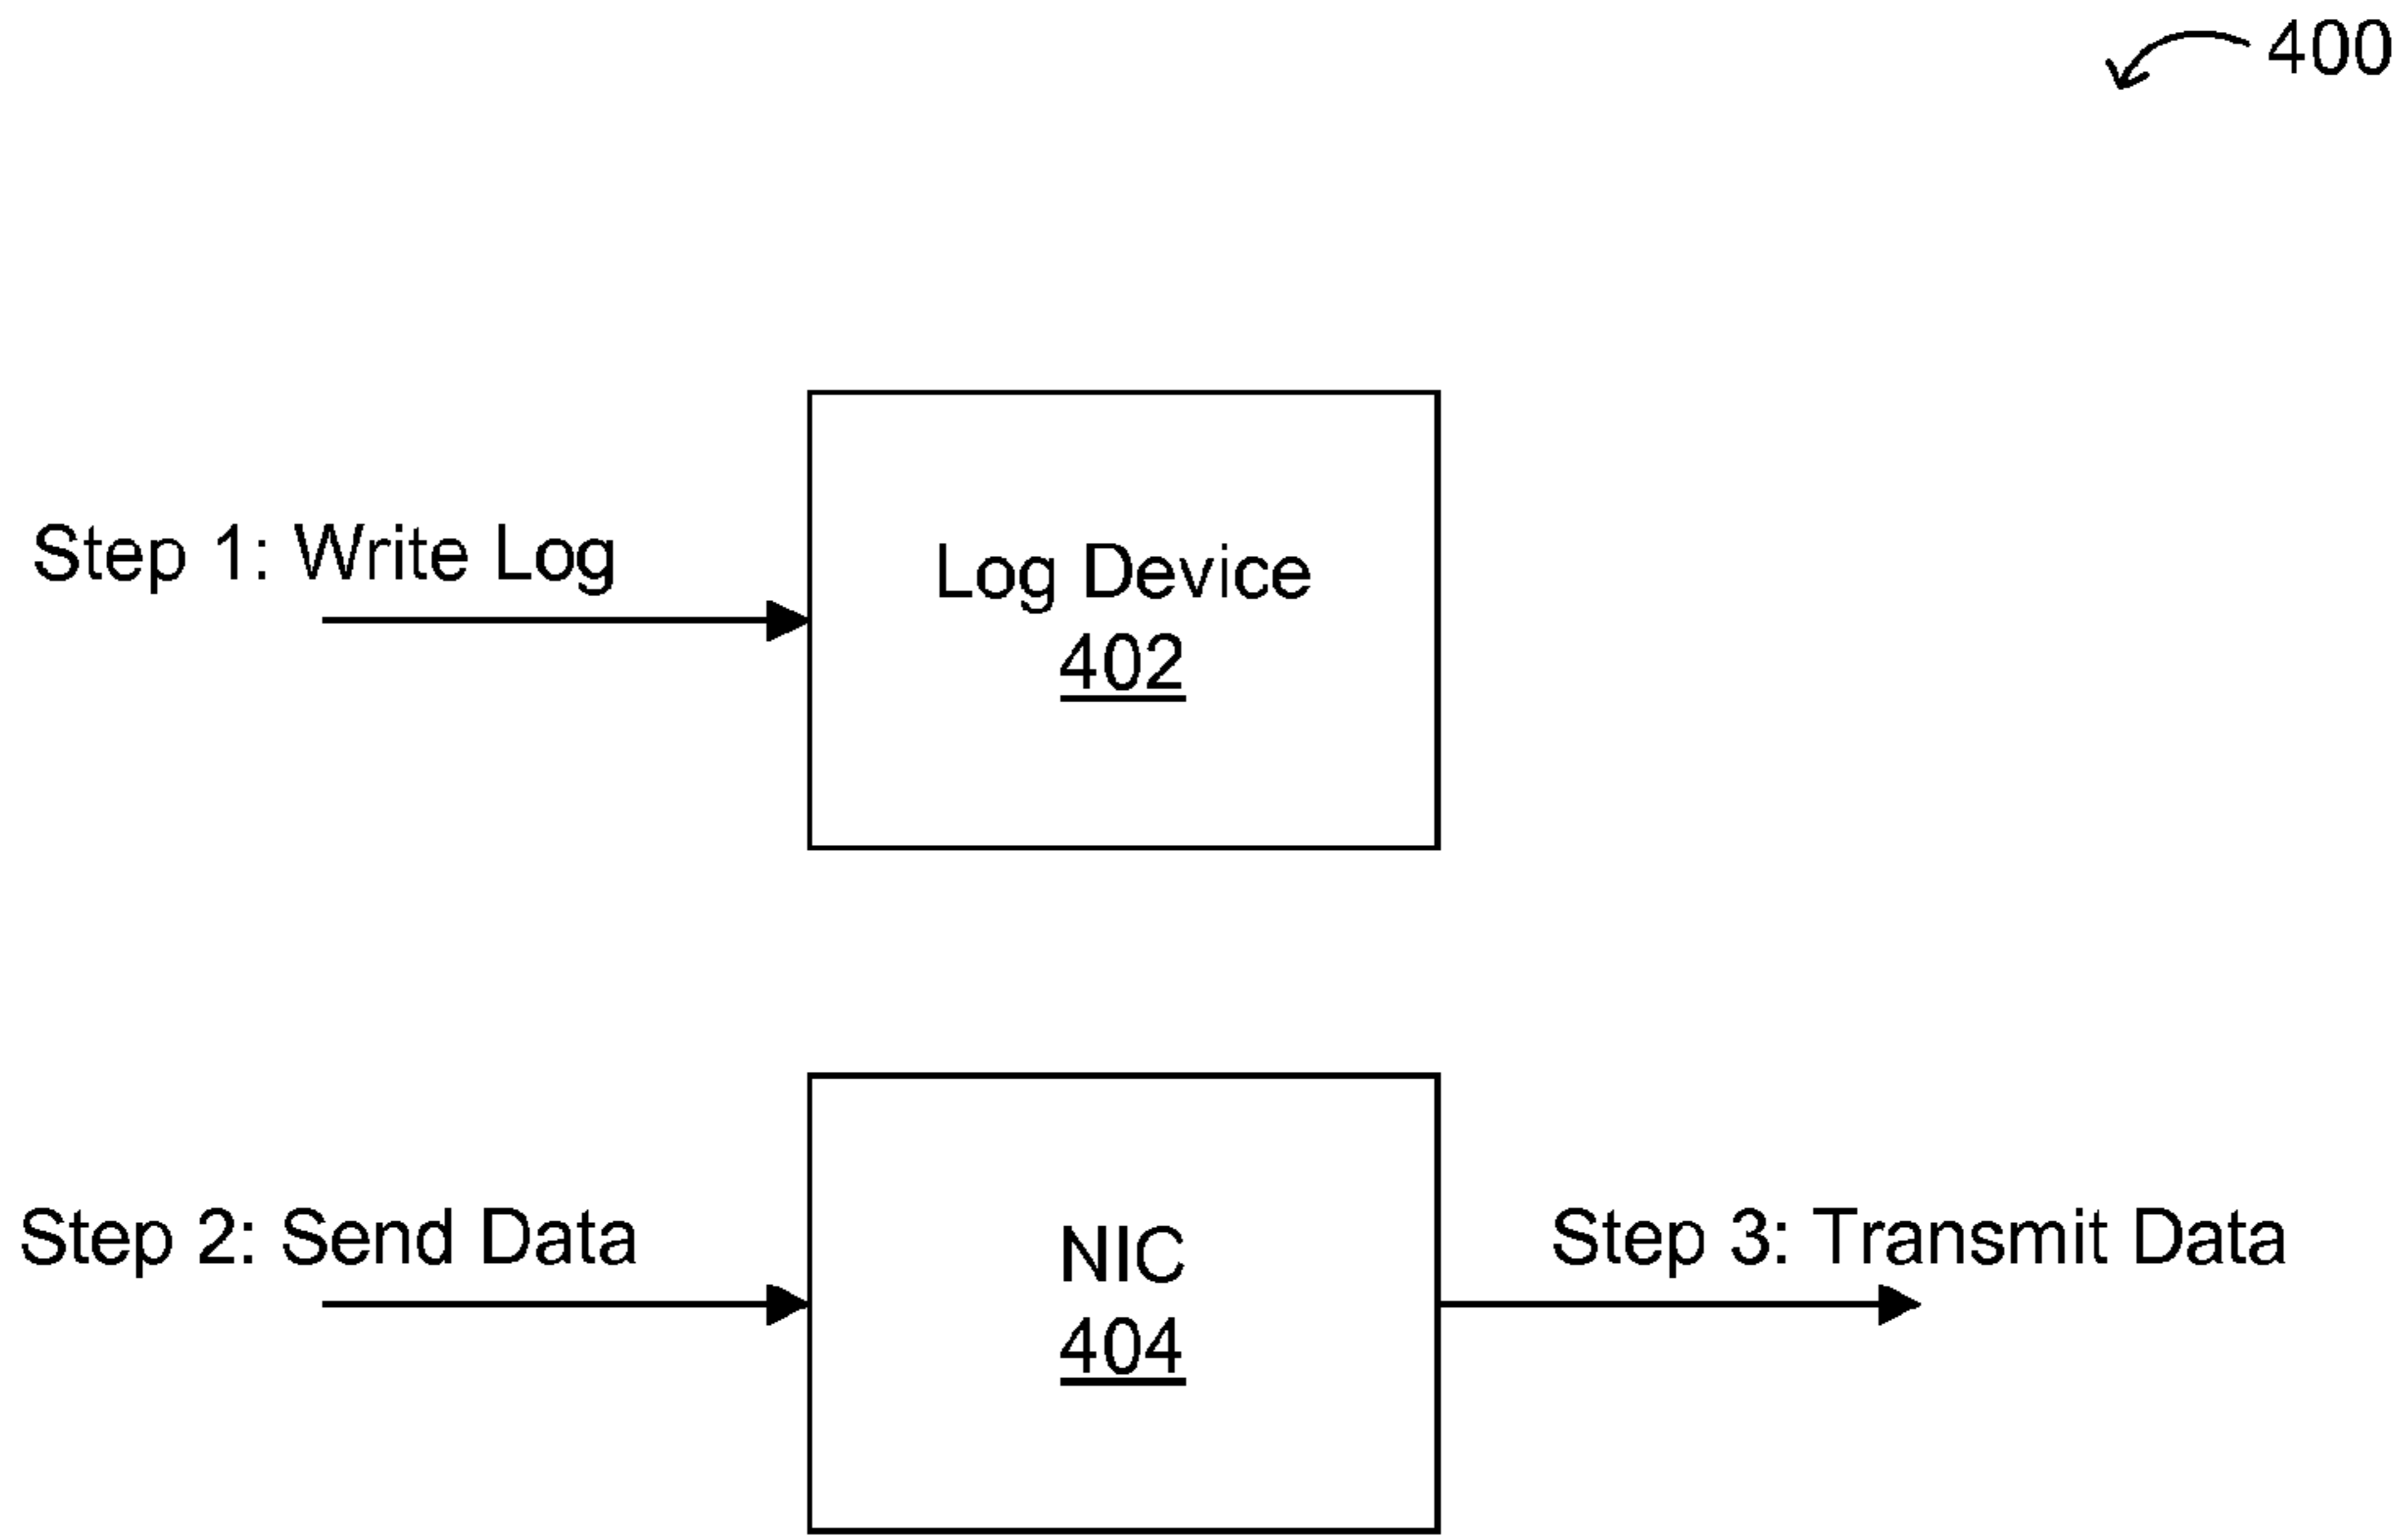 400
Step 1: Write Log
Log Device
402
Step 2: Send Data
NIC
404
Step 3: Transmit Data